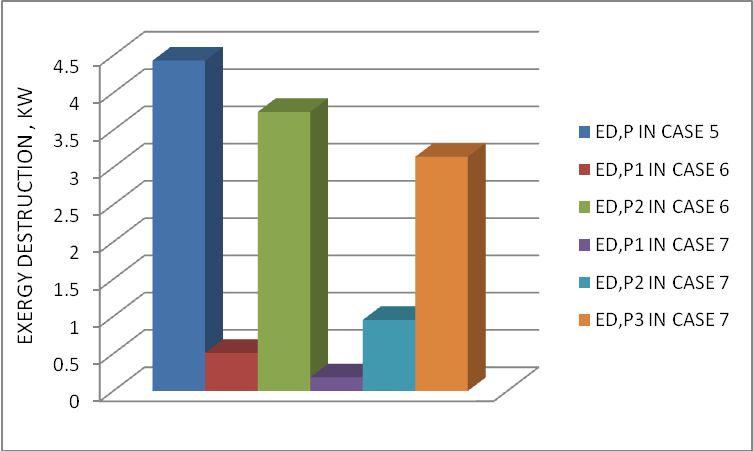 EXERGY DESTRUCTION , KW
4.5
4
3.5
3
2.5
2
1.5
1
0.5
0
ED,P IN CASE 5
ED,P1 IN CASE 6
ED,P2 IN CASE 6
ED,P1 IN CASE 7
ED,P2 IN CASE 7
ED,P3 IN CASE 7